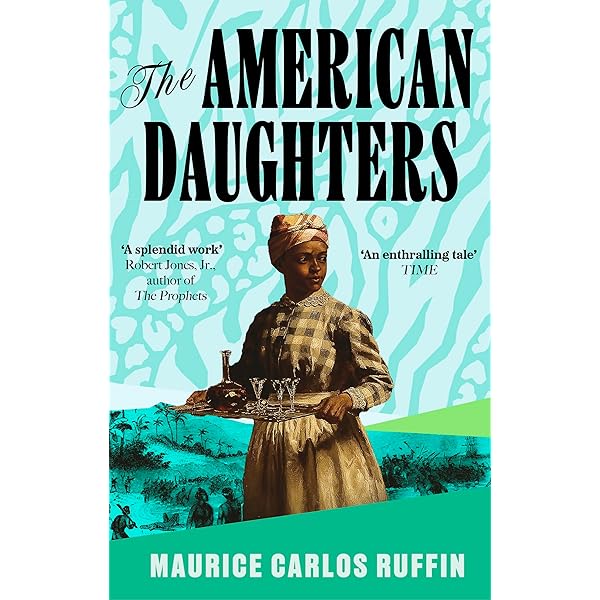 The AMERICAN
DAUGHTERS
‘A splendid work’
Robert Jones, Jr.,
author of
The Prophets
‘An enthralling tale’
TIME
MAURICE CARLOS RUFFIN